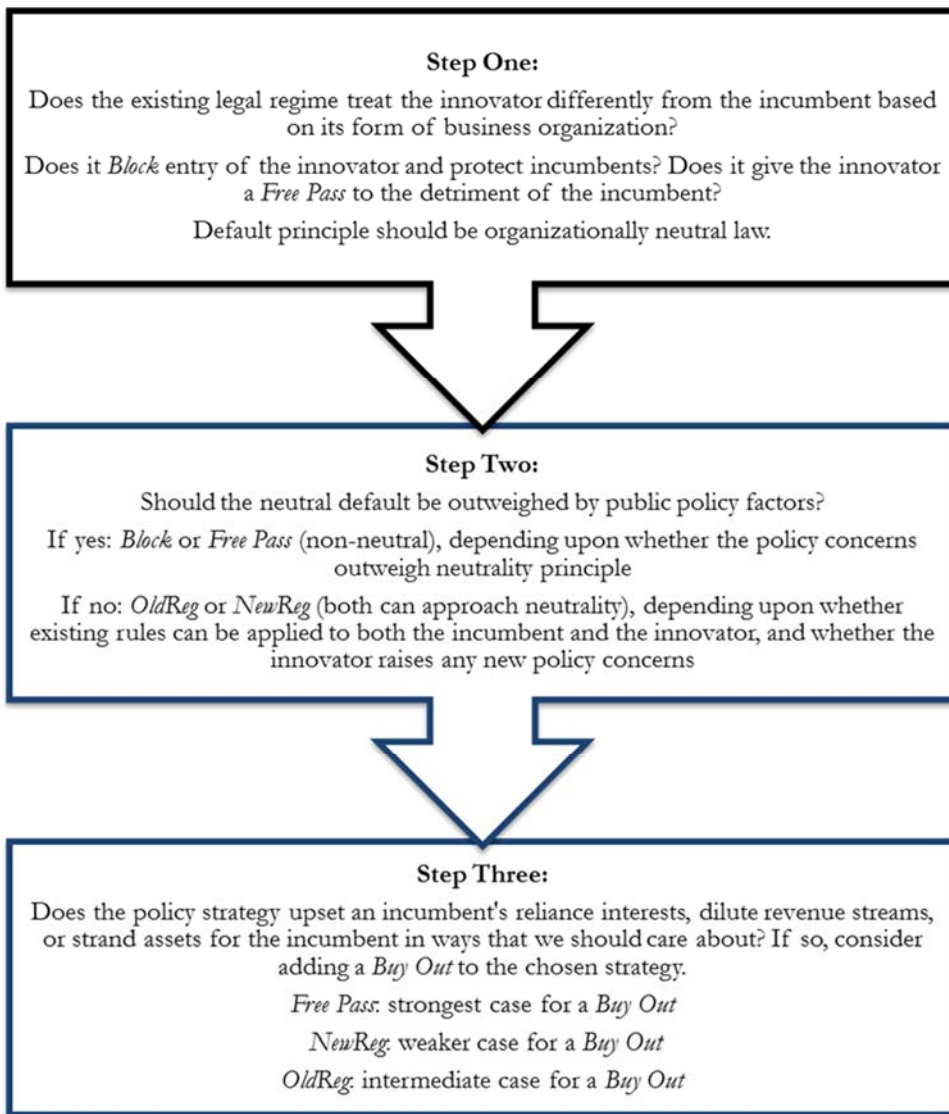 Step One:
Does the existing legal regime treat the innovator differently from the incumbent based
on its form of business organization?
Does it Block entry of the innovator and protect incumbents? Does it give the innovator
a Free Pass to the detriment of the incumbent?
Default principle should be organizationally neutral law.
Step Two:
Should the neutral default be outweighed by public policy factors?
If yes: Block or Free Pass (non-neutral), depending upon whether the policy concerns
outweigh neutrality principle
If no: OldReg or NewReg (both can approach neutrality), depending upon whether
existing rules can be applied to both the incumbent and the innovator, and whether the
innovator raises any new policy concerns
Step Three:
Does the policy strategy upset an incumbent's reliance interests, dilute revenue streams,
or strand assets for the incumbent in ways that we should care about? If so, consider
adding a Buy Out to the chosen strategy.
Free Pass: strongest case for a Buy Out
NewReg: weaker case for a Buy Out
OldReg: intermediate case for a Buy Out